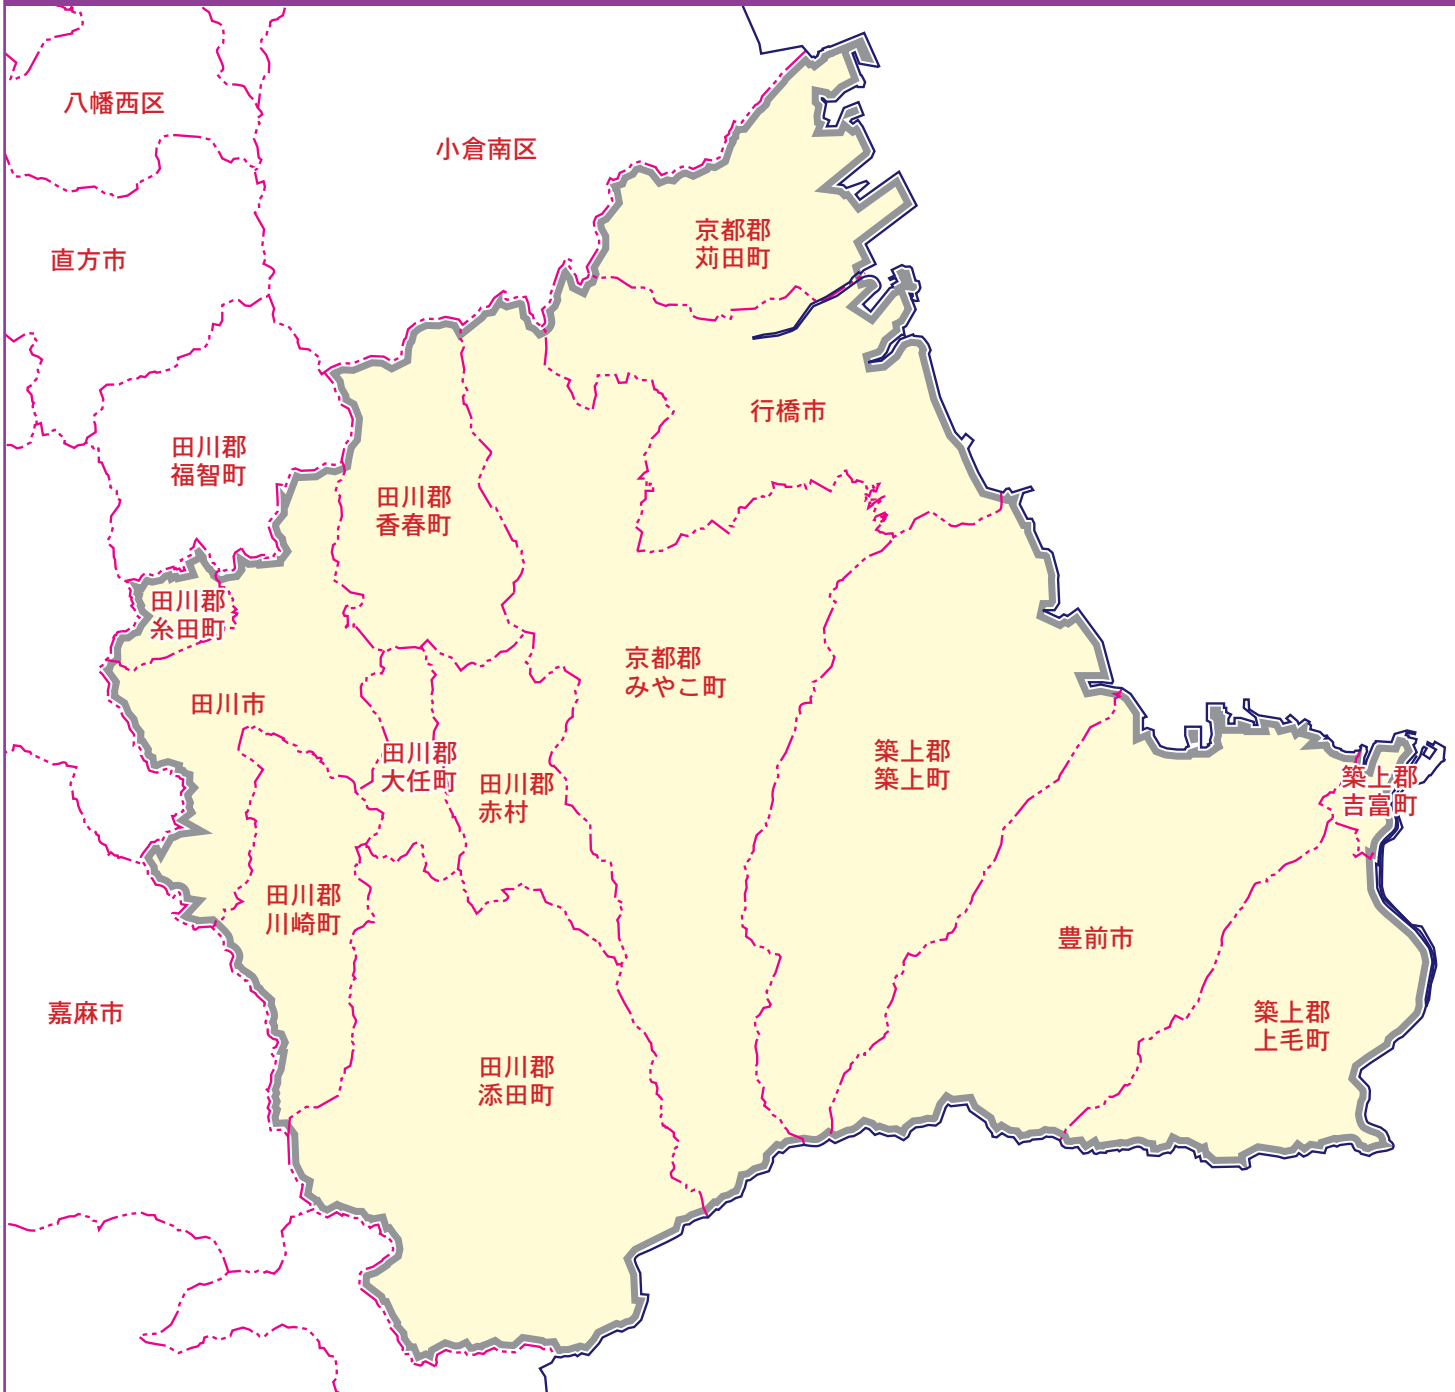 八幡西区
小倉南区
京都郡
苅田町
直方市
行橋市
田川郡
福智町
田川郡
香春町
田川郡
糸田町
京都郡
みやこ町
田川市
田川郡
大任町
田川郡
赤村
築上郡
築上町
築上郡
吉富町
田川郡
川崎町
豊前市
嘉麻市
築上郡
上毛町
田川郡
添田町